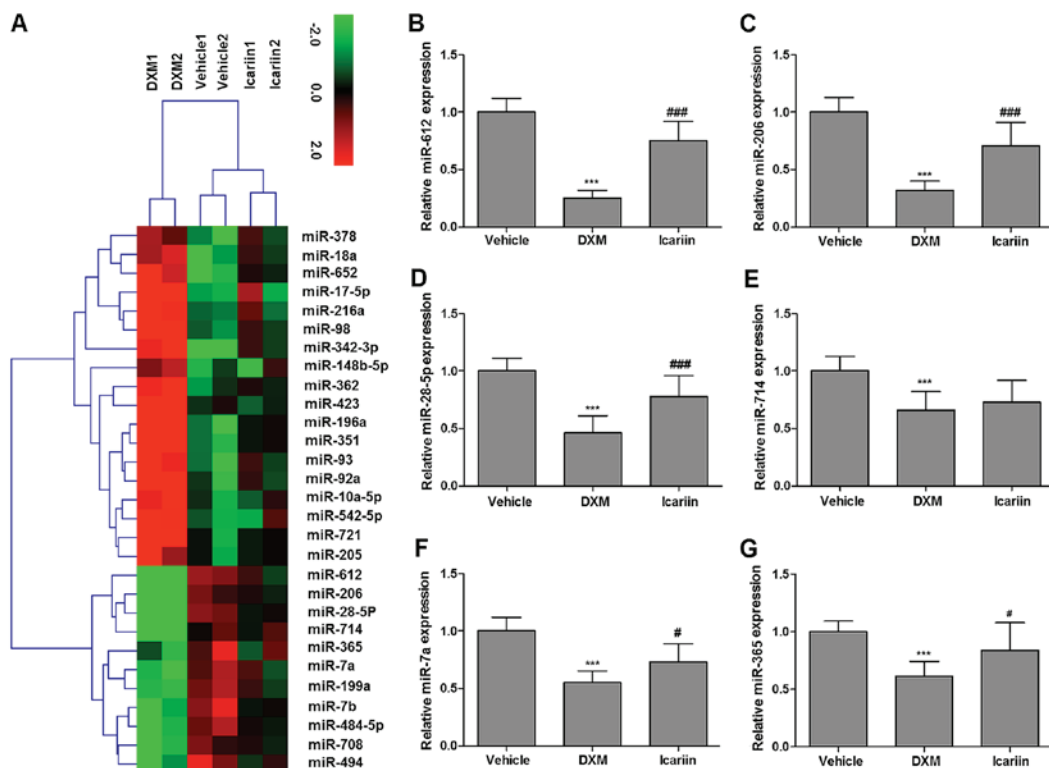 A
DXM1
DXM2
Vehicle1
Vehicle2
Icariin1
Icariin2
-2.0
0.0
2.0
miR-378
miR-18a
miR-652
miR-17-5p
miR-216a
miR-98
miR-342-3p
miR-148b-5p
miR-362
miR-423
miR-196a
miR-351
miR-93
miR-92a
miR-10a-5p
miR-542-5p
miR-721
miR-205
miR-612
miR-206
miR-28-5P
miR-714
miR-365
miR-7a
miR-199a
miR-7b
miR-484-5p
miR-708
miR-494
B
Relative miR-612 expression
1.5
1.0
0.5
0.0
***
###
Vehicle DXM Icariin
C
Relative miR-206 expression
1.5
1.0
0.5
0.0
***
###
Vehicle DXM Icariin
D
Relative miR-28-5p expression
1.5
1.0
0.5
0.0
***
###
Vehicle DXM Icariin
E
Relative miR-714 expression
1.5
1.0
0.5
0.0
***
Vehicle DXM Icariin
F
Relative miR-7a expression
1.5
1.0
0.5
0.0
***
#
Vehicle DXM Icariin
G
Relative miR-365 expression
1.5
1.0
0.5
0.0
***
#
Vehicle DXM Icariin